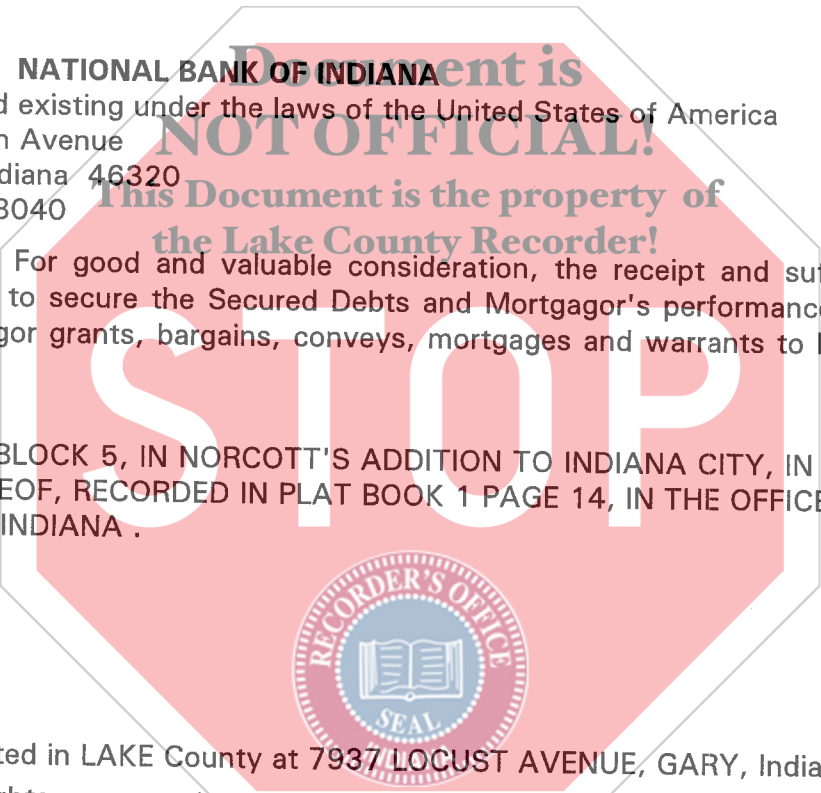 Document is
NATIONAL BANK OF INDIANA
d existing under the laws of the United States of America
NOT OFFICIAL!
n Avenue
diana 46320
This Document is the property of
3040
the Lake County Recorder!
For good and valuable consideration, the receipt and suf
to secure the Secured Debts and Mortgagor's performance
gor grants, bargains, conveys, mortgages and warrants to
STOP
BLOCK 5, IN NORCOTT'S ADDITION TO INDIANA CITY, IN
EOF, RECORDED IN PLAT BOOK 1 PAGE 14, IN THE OFFICE
INDIANA .
RECORDER'S OFFICE
SEAL
ted in LAKE County at 7937 LOCUST AVENUE, GARY, India